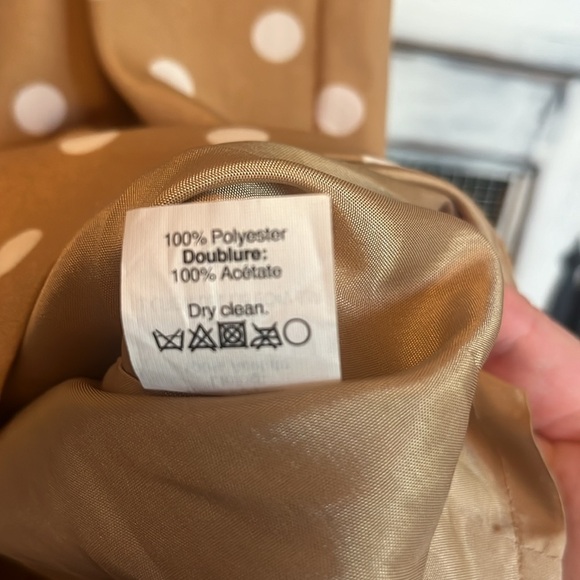 100% Polyester
Doublure:
100% Acétate
Dry clean.